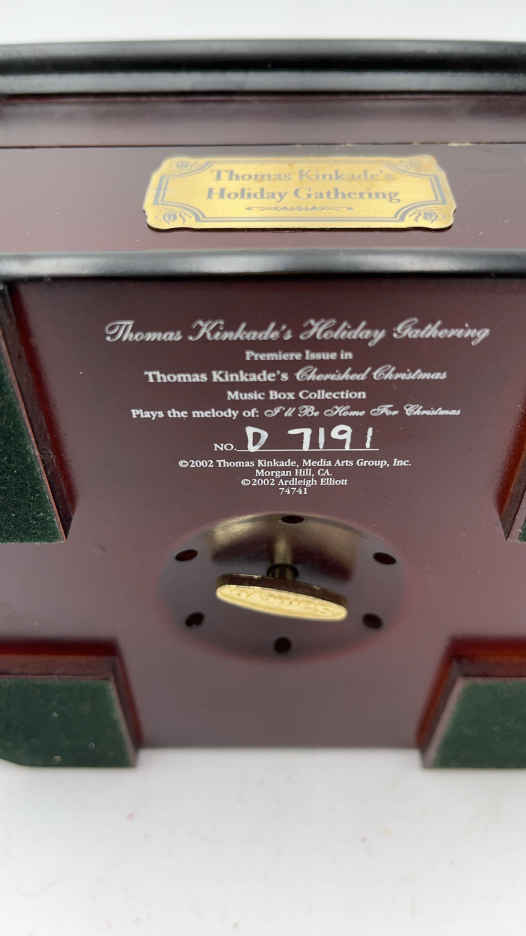 Thomas Kinkade's
Holiday Gathering
Thomas Kinkade's Holiday Gathering
Premiere Issue in
Thomas Kinkade's Cherished Christmas
Music Box Collection
Plays the melody of: I'll Be Home For Christmas
NO. D 7191
©2002 Thomas Kinkade, Media Arts Group, Inc.
Morgan Hill, CA.
©2002 Ardleigh Elliott
74741